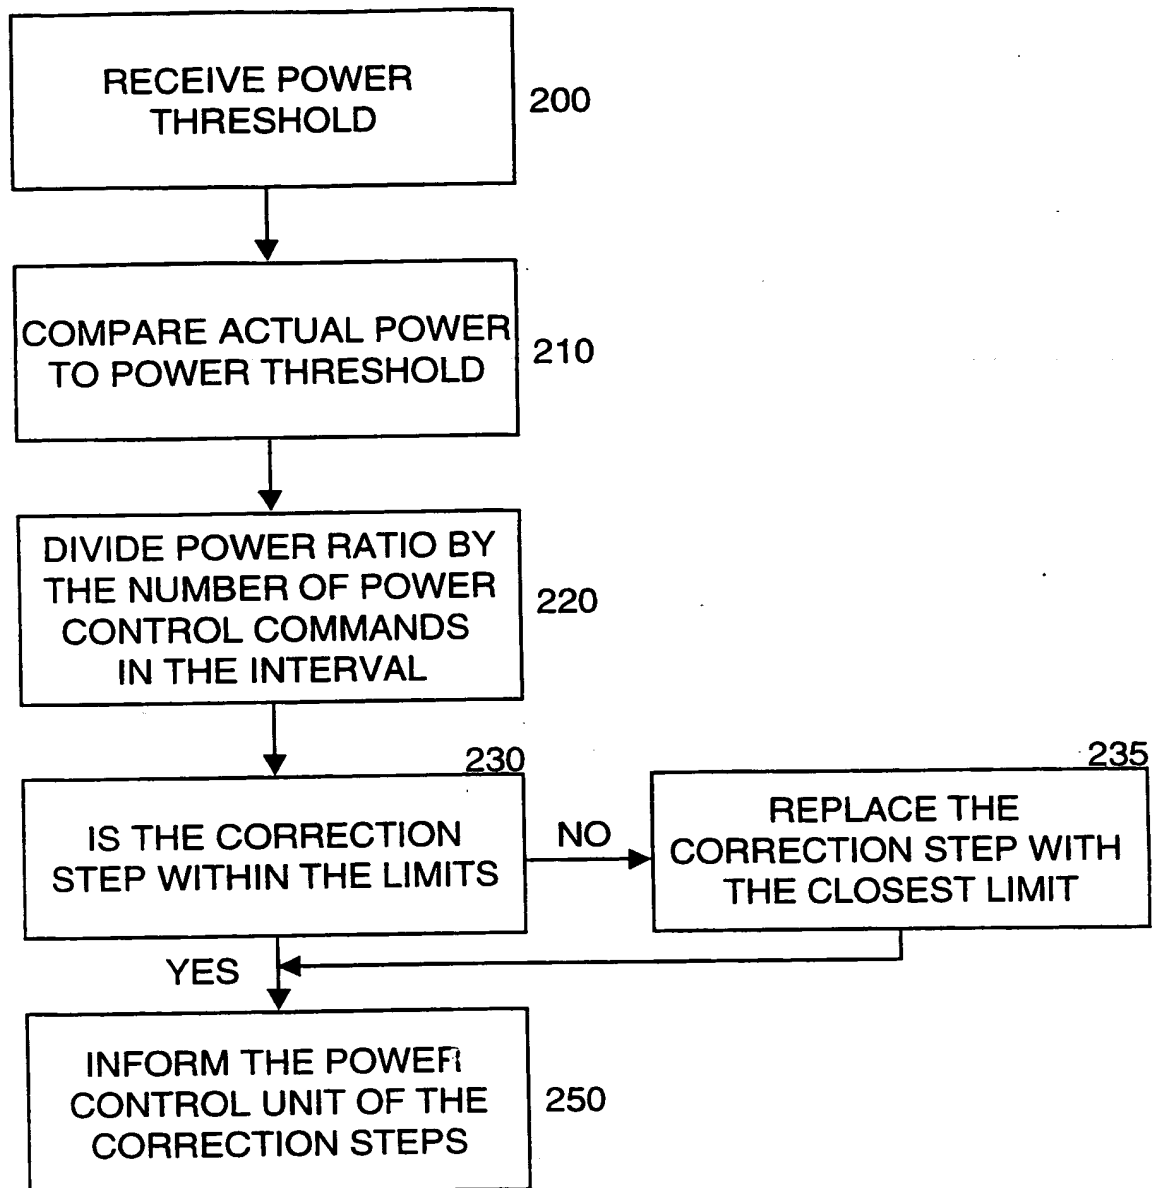 RECEIVE POWER
THRESHOLD
200
COMPARE ACTUAL POWER
TO POWER THRESHOLD
210
DIVIDE POWER RATIO BY
THE NUMBER OF POWER
CONTROL COMMANDS
IN THE INTERVAL
220
230
IS THE CORRECTION
STEP WITHIN THE LIMITS
NO
235
REPLACE THE
CORRECTION STEP WITH
THE CLOSEST LIMIT
YES
INFORM THE POWER
CONTROL UNIT OF THE
CORRECTION STEPS
250